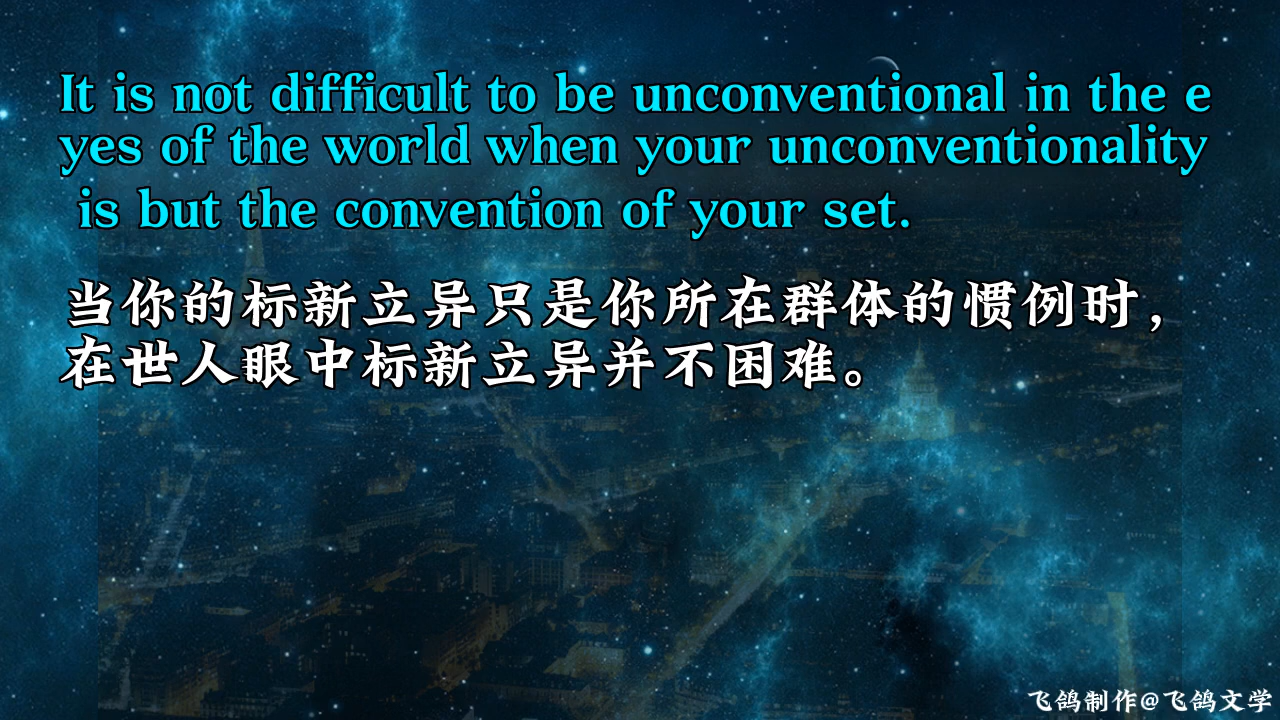 It is not difficult to be unconventional in the e
yes of the world when your unconventionality
is but the convention of your set.
当你的标新立异只是你所在群体的惯例时，
在世人眼中标新立异并不困难。
飞鸽制作@飞鸽文学